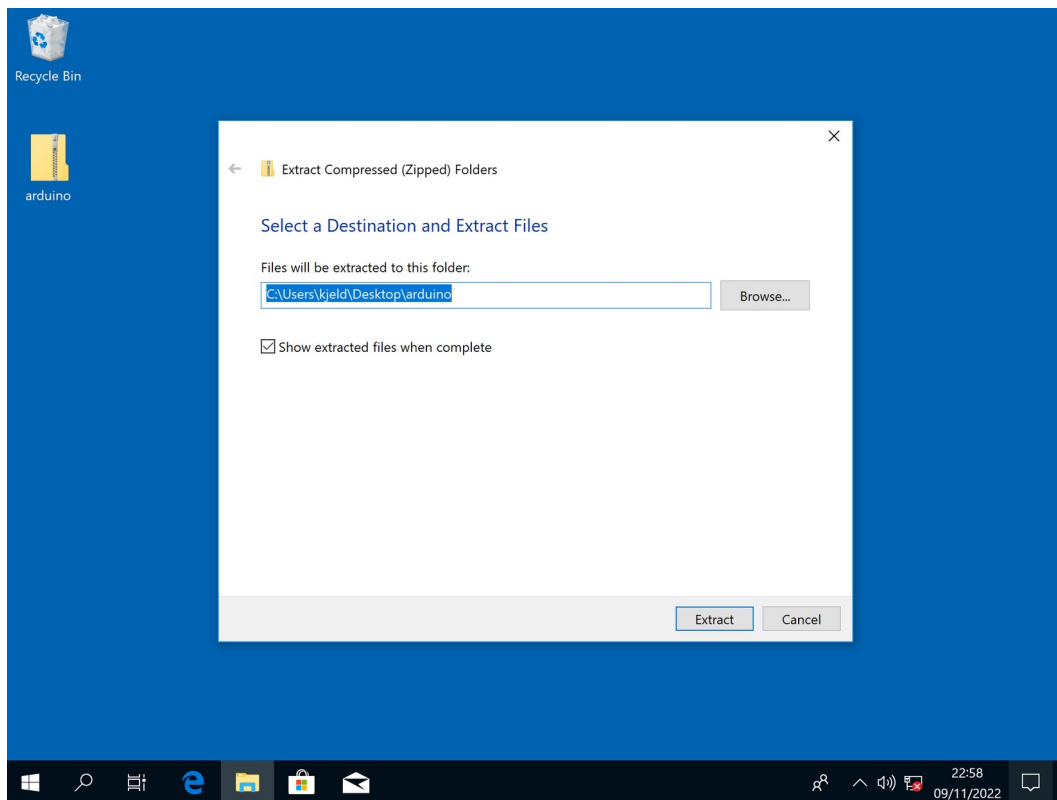 Recycle Bin
arduino
Extract Compressed (Zipped) Folders
Select a Destination and Extract Files
Files will be extracted to this folder:
C:\Users\kjeld\Desktop\arduino
Browse...
Show extracted files when complete
Extract
Cancel
22:58
09/11/2022